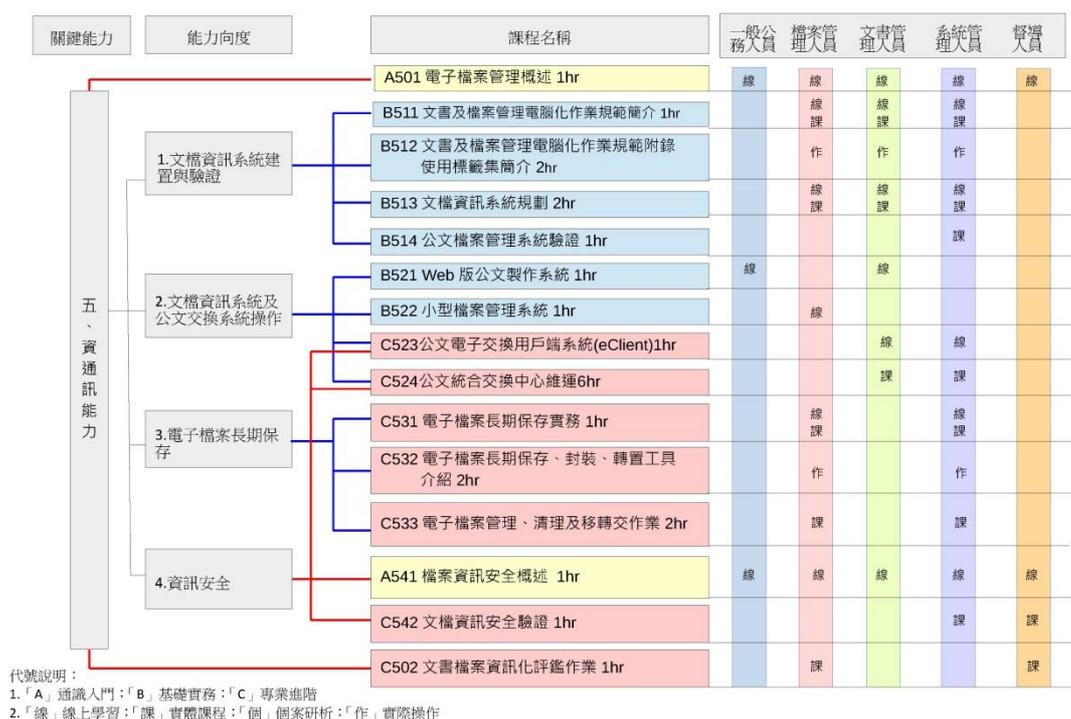 關鍵能力 能力向度 課程名稱 一般公務人員 檔案管理人員 文書管理人員 系統管理人員 督導人員
A501 電子檔案管理概述 1hr 線 線 線 線 線
B511 文書及檔案管理電腦化作業規範簡介 1hr 線課 線課 線課
1.文檔資訊系統建
置與驗證
B512 文書及檔案管理電腦化作業規範附錄
使用標籤集簡介 2hr 作 作 作
B513 文檔資訊系統規劃 2hr 線課 線課 線課
B514 公文檔案管理系統驗證 1hr 課
五、資通訊能力
2.文檔資訊系統及
公文交換系統操作
B521 Web 版公文製作系統 1hr 線 線
B522 小型檔案管理系統 1hr 線
C523公文電子交換用戶端系統(eClient)1hr 線 線
C524公文統合交換中心維運6hr 課 課
3.電子檔案長期保
存
C531 電子檔案長期保存實務 1hr 線課 線課
C532 電子檔案長期保存、封裝、轉置工具
介紹 2hr 作 作
C533 電子檔案管理、清理及移轉交作業 2hr 課 課
4.資訊安全
A541 檔案資訊安全概述 1hr 線 線 線 線 線
C542 文檔資訊安全驗證 1hr 課 課
C502 文書檔案資訊化評鑑作業 1hr 課 課
代號說明：
1.「A」通識入門；「B」基礎實務；「C」專業進階
2.「線」線上學習；「課」實體課程；「個」個案研析；「作」實際操作